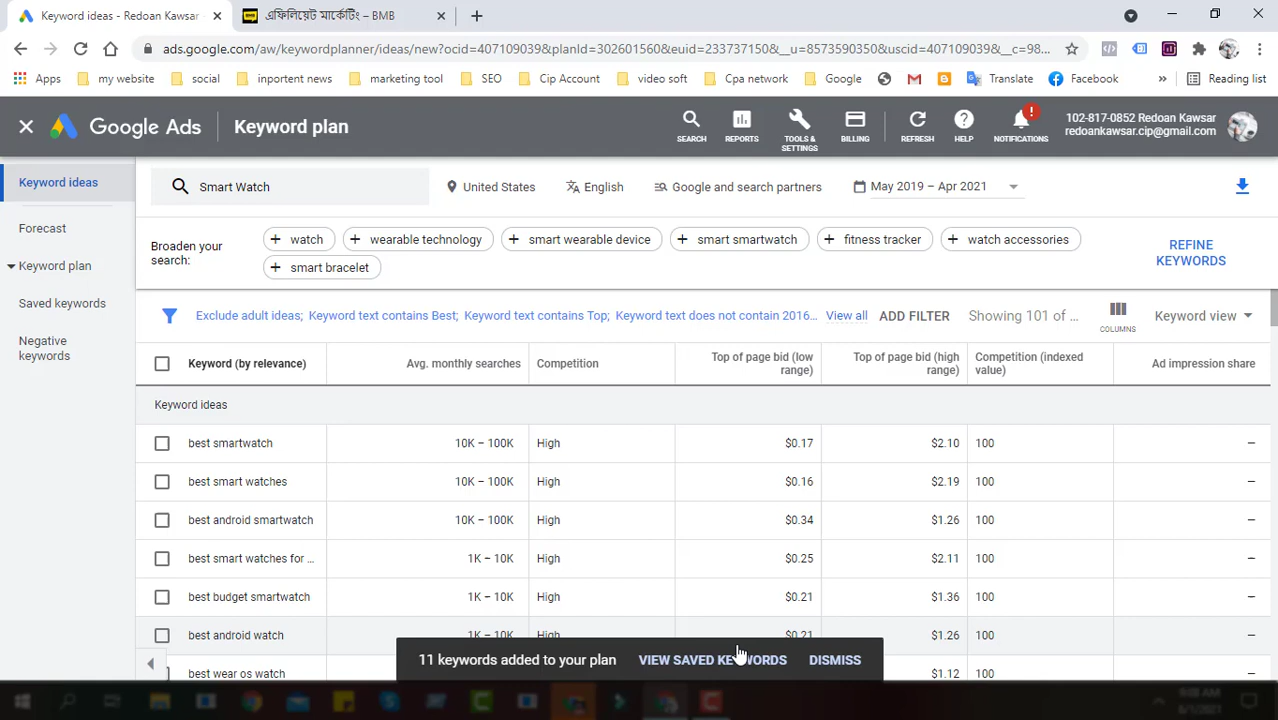 Keyword ideas - Redoan Kawsar -
এফিলিয়েট মার্কেটিং – BMB
ads.google.com/aw/keywordplanner/ideas/new?ocid=407109039&planId=302601560&euid=233737150&__u=8573590350&uscid=407109039&__c=98...
Apps my website social inportent news marketing tool SEO Cip Account video soft Cpa network Google Translate Facebook » Reading list
Google Ads Keyword plan
SEARCH REPORTS TOOLS & SETTINGS BILLING REFRESH HELP NOTIFICATIONS
102-817-0852 Redoan Kawsar
redoankawsar.cip@gmail.com
Keyword ideas
Forecast
Keyword plan
Saved keywords
Negative
keywords
Smart Watch United States English Google and search partners May 2019 – Apr 2021
Broaden your
search:
+ watch + wearable technology + smart wearable device + smart smartwatch + fitness tracker + watch accessories
+ smart bracelet
REFINE
KEYWORDS
Exclude adult ideas; Keyword text contains Best; Keyword text contains Top; Keyword text does not contain 2016... View all ADD FILTER Showing 101 of ... COLUMNS Keyword view
Keyword (by relevance) Avg. monthly searches Competition Top of page bid (low range) Top of page bid (high range) Competition (indexed value) Ad impression share
Keyword ideas
best smartwatch 10K – 100K High $0.17 $2.10 100 –
best smart watches 10K – 100K High $0.16 $2.19 100 –
best android smartwatch 10K – 100K High $0.34 $1.26 100 –
best smart watches for ... 1K – 10K High $0.25 $2.11 100 –
best budget smartwatch 1K – 10K High $0.21 $1.36 100 –
best android watch 1K – 10K High $0.21 $1.26 100 –
best wear os watch $1.12 100 –
11 keywords added to your plan VIEW SAVED KEYWORDS DISMISS